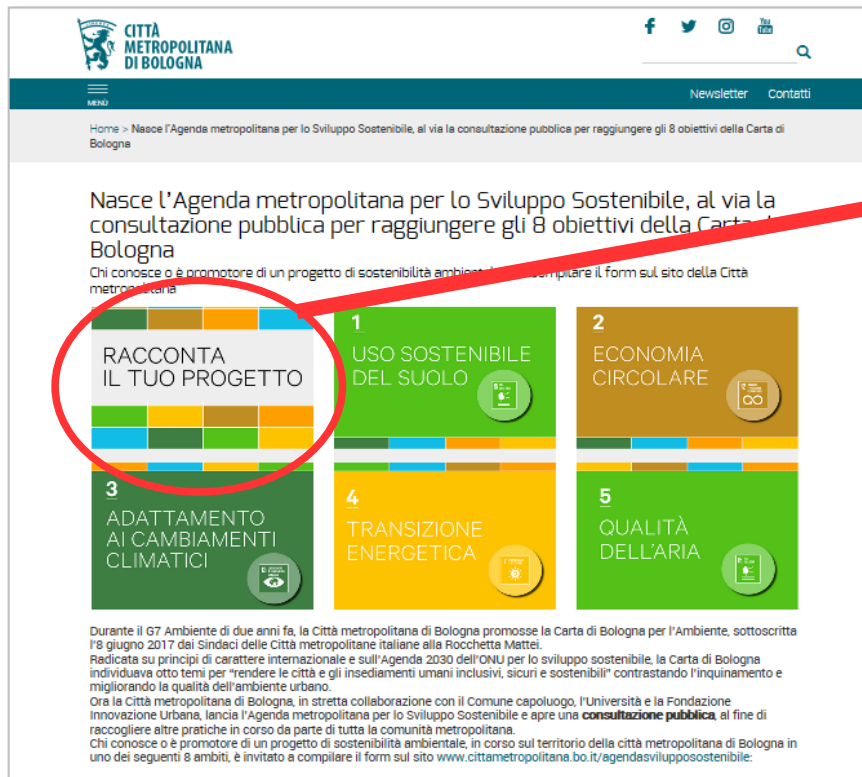 CITTÀ
METROPOLITANA
DI BOLOGNA
You
Tube
MENÙ
Newsletter Contatti
Home > Nasce l'Agenda metropolitana per lo Sviluppo Sostenibile, al via la consultazione pubblica per raggiungere gli 8 obiettivi della Carta di
Bologna
Nasce l'Agenda metropolitana per lo Sviluppo Sostenibile, al via la
consultazione pubblica per raggiungere gli 8 obiettivi della Carta di
Bologna
Chi conosce o è promotore di un progetto di sostenibilità compilare il form sul sito della Città
metropolitana
RACCONTA
IL TUO PROGETTO
1
USO SOSTENIBILE
DEL SUOLO
2
ECONOMIA
CIRCOLARE
3
ADATTAMENTO
AI CAMBIAMENTI
CLIMATICI
4
TRANSIZIONE
ENERGETICA
5
QUALITÀ
DELL'ARIA
Durante il G7 Ambiente di due anni fa, la Città metropolitana di Bologna promosse la Carta di Bologna per l'Ambiente, sottoscritta
l'8 giugno 2017 dai Sindaci delle Città metropolitane italiane alla Rocchetta Mattei.
Radicata su principi di carattere internazionale e sull'Agenda 2030 dell'ONU per lo sviluppo sostenibile, la Carta di Bologna
individuava otto temi per "rendere le città e gli insediamenti umani inclusivi, sicuri e sostenibili" contrastando l'inquinamento e
migliorando la qualità dell'ambiente urbano.
Ora la Città metropolitana di Bologna, in stretta collaborazione con il Comune capoluogo, l'Università e la Fondazione
Innovazione Urbana, lancia l'Agenda metropolitana per lo Sviluppo Sostenibile e apre una consultazione pubblica, al fine di
raccogliere altre pratiche in corso da parte di tutta la comunità metropolitana.
Chi conosce o è promotore di un progetto di sostenibilità ambientale, in corso sul territorio della città metropolitana di Bologna in
uno dei seguenti 8 ambiti, è invitato a compilare il form sul sito www.cittametropolitana.bo.it/agendasvilupposostenibile: